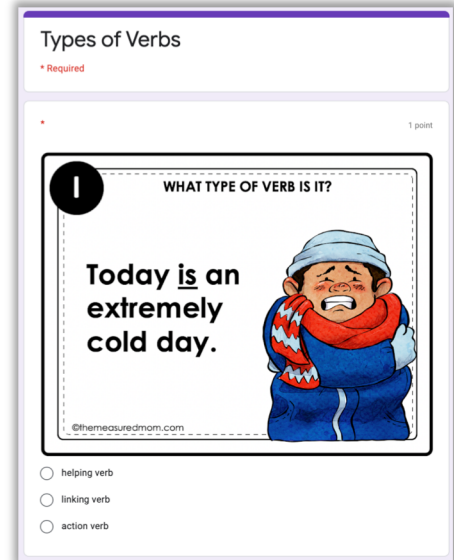 Types of Verbs
* Required
*
1 point
1
WHAT TYPE OF VERB IS IT?
Today is an
extremely
cold day.
©themeasuredmom.com
helping verb
linking verb
action verb